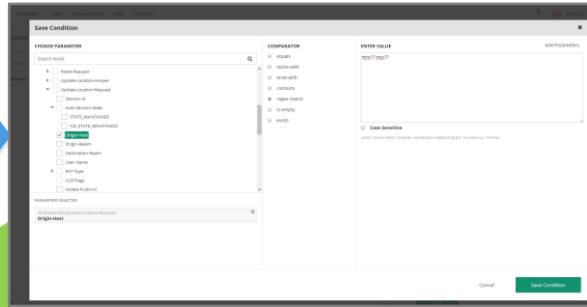 Save Condition
CHOOSE PARAMETER
Search Node
Reset-Request
Update-Location-Answer
Update-Location-Request
Session-Id
Auth-Session-State
STATE_MAINTAINED
NO_STATE_MAINTAINED
Origin-Host
Origin-Realm
Destination-Realm
User-Name
RAT-Type
ULR-Flags
Visited-PLMN-Id
PARAMETERS SELECTED
Origin-Host
COMPARATOR
equals
starts-with
ends-with
contains
regex-match
is-empty
exists
ENTER VALUE
Add Parameters
Case Sensitive
Cancel
Save Condition